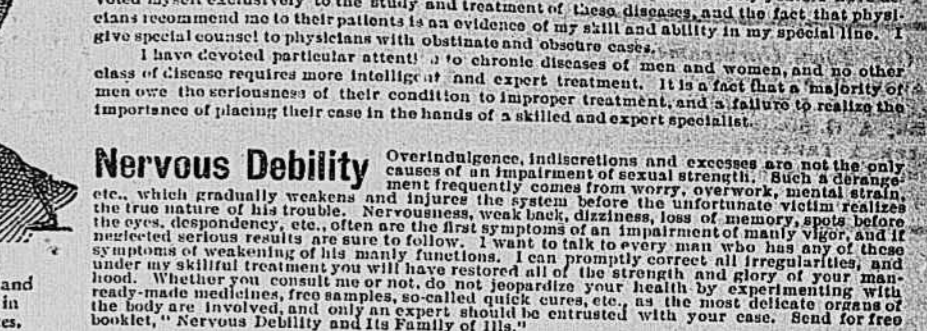 voted myself exclusively to the study and treatment of these diseases, and the fact that physi-
cians recommend me to their patients is an evidence of my skill and ability in my special line. I
give special counsel to physicians with obstinate and obscure cases.
I have devoted particular attenti to chronic diseases of men and women, and no other
class of disease requires more intelligent and expert treatment. It is a fact that a majority of
men owe the seriousness of their condition to improper treatment, and a failure to realize the
importance of placing their case in the hands of a skilled and expert specialist.
Nervous Debility
Overindulgence, indiscretions and excesses are not the only
causes of an impairment of sexual strength. Such a derange-
ment frequently comes from worry, overwork, mental strain,
etc., which gradually weakens and injures the system before the unfortunate victim realizes
the true nature of his trouble. Nervousness, weak back, dizziness, loss of memory, spots before
the eyes, despondency, etc., often are the first symptoms of an impairment of manly vigor, and if
neglected serious results are sure to follow. I want to talk to every man who has any of these
symptoms of weakening of his manly functions. I can promptly correct all irregularities, and
under my skillful treatment you will have restored all of the strength and glory of your man-
hood. Whether you consult me or not, do not jeopardize your health by experimenting with
ready-made medicines, free samples, so-called quick cures, etc., as the most delicate organs of
the body are involved, and only an expert should be entrusted with your case. Send for free
booklet, "Nervous Debility and Its Family of Ills."
and
in
es,